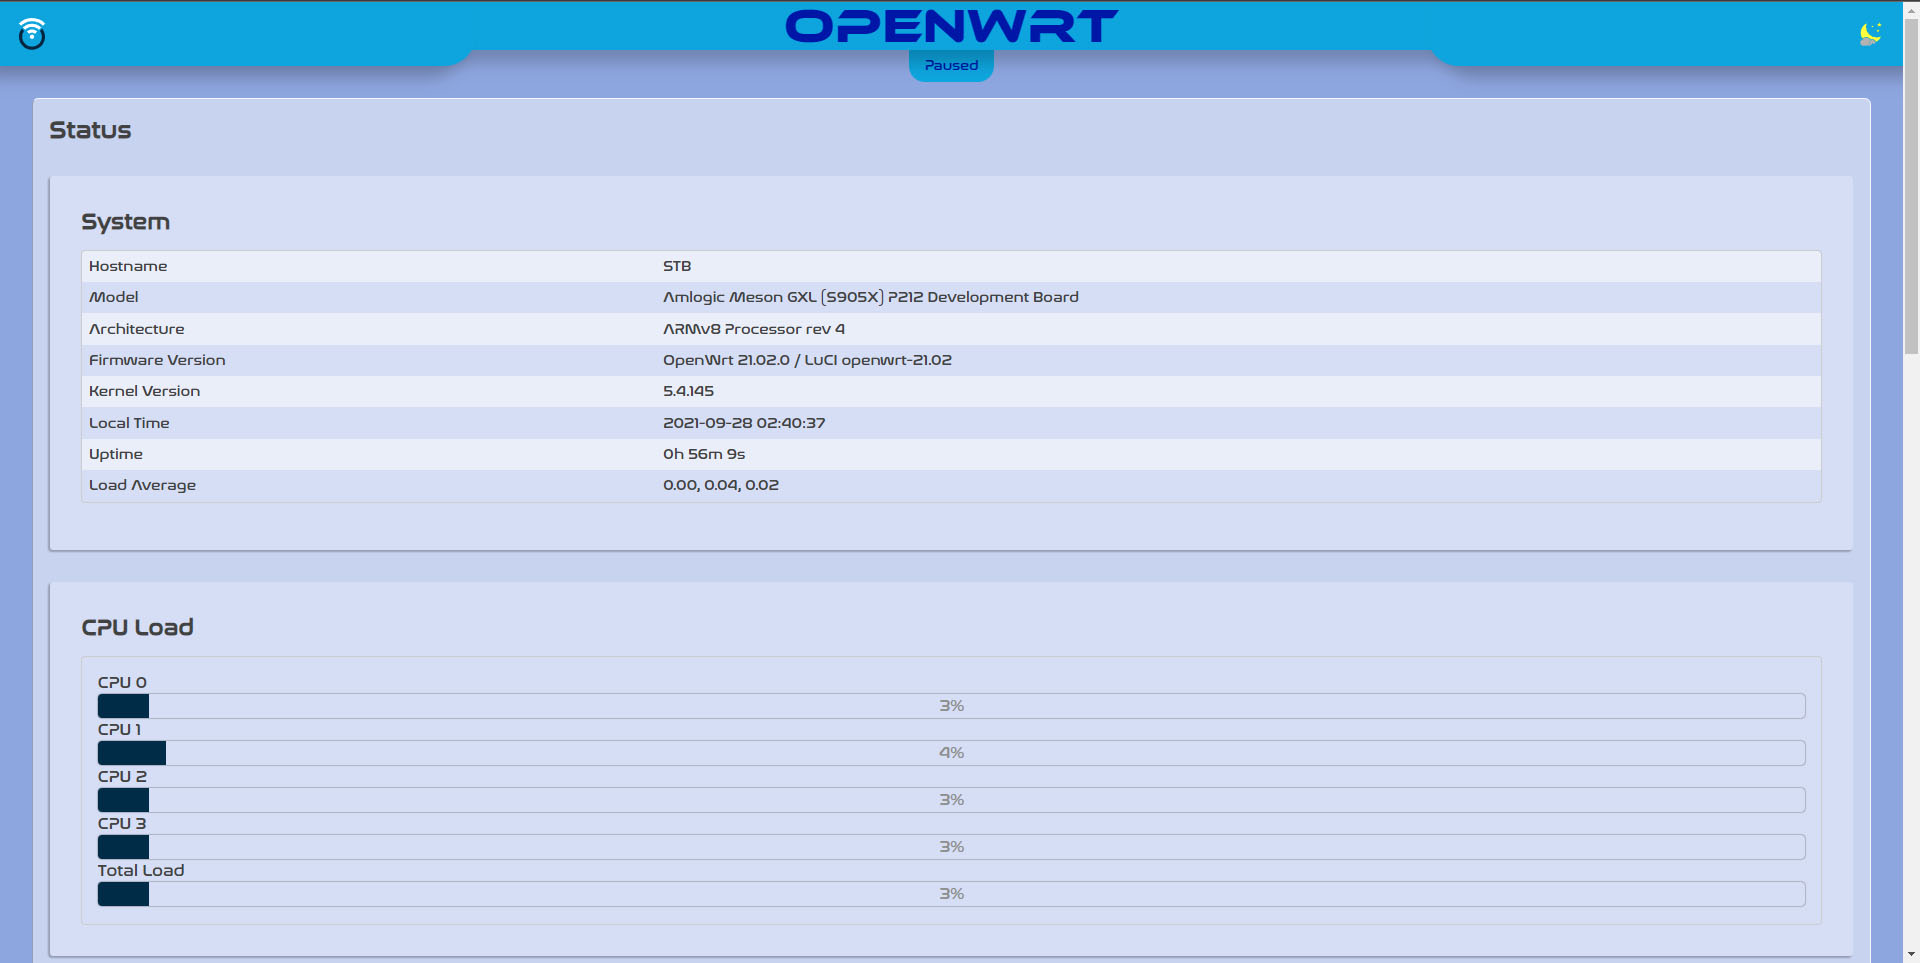 OPENWRT
Paused
Status
System
Hostname STB
Model Amlogic Meson GXL (S905X) P212 Development Board
Architecture ARMv8 Processor rev 4
Firmware Version OpenWrt 21.02.0 / LuCI openwrt-21.02
Kernel Version 5.4.145
Local Time 2021-09-28 02:40:37
Uptime 0h 56m 9s
Load Average 0.00, 0.04, 0.02
CPU Load
CPU 0
3%
CPU 1
4%
CPU 2
3%
CPU 3
3%
Total Load
3%